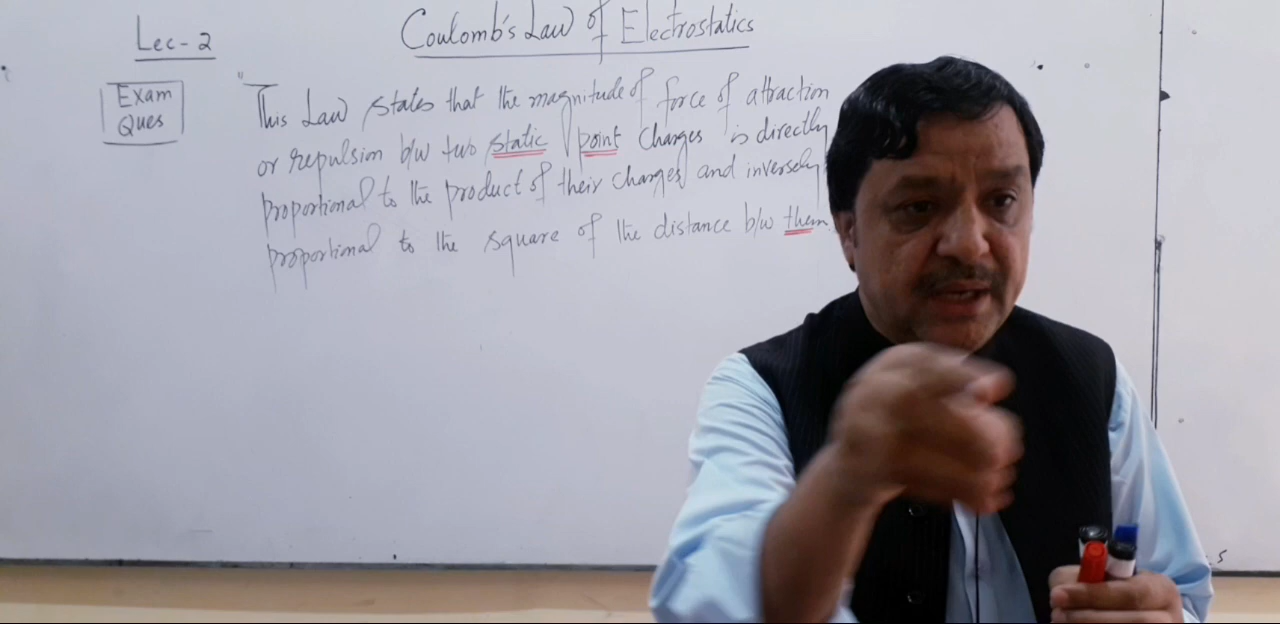 Lec-2
Coulomb's Law of Electrostatics
Exam
Ques
"This Law states that the magnitude of force of attraction
or repulsion b/w two static point charges is directly
proportional to the product of their charges and inversely
proportional to the square of the distance b/w them.